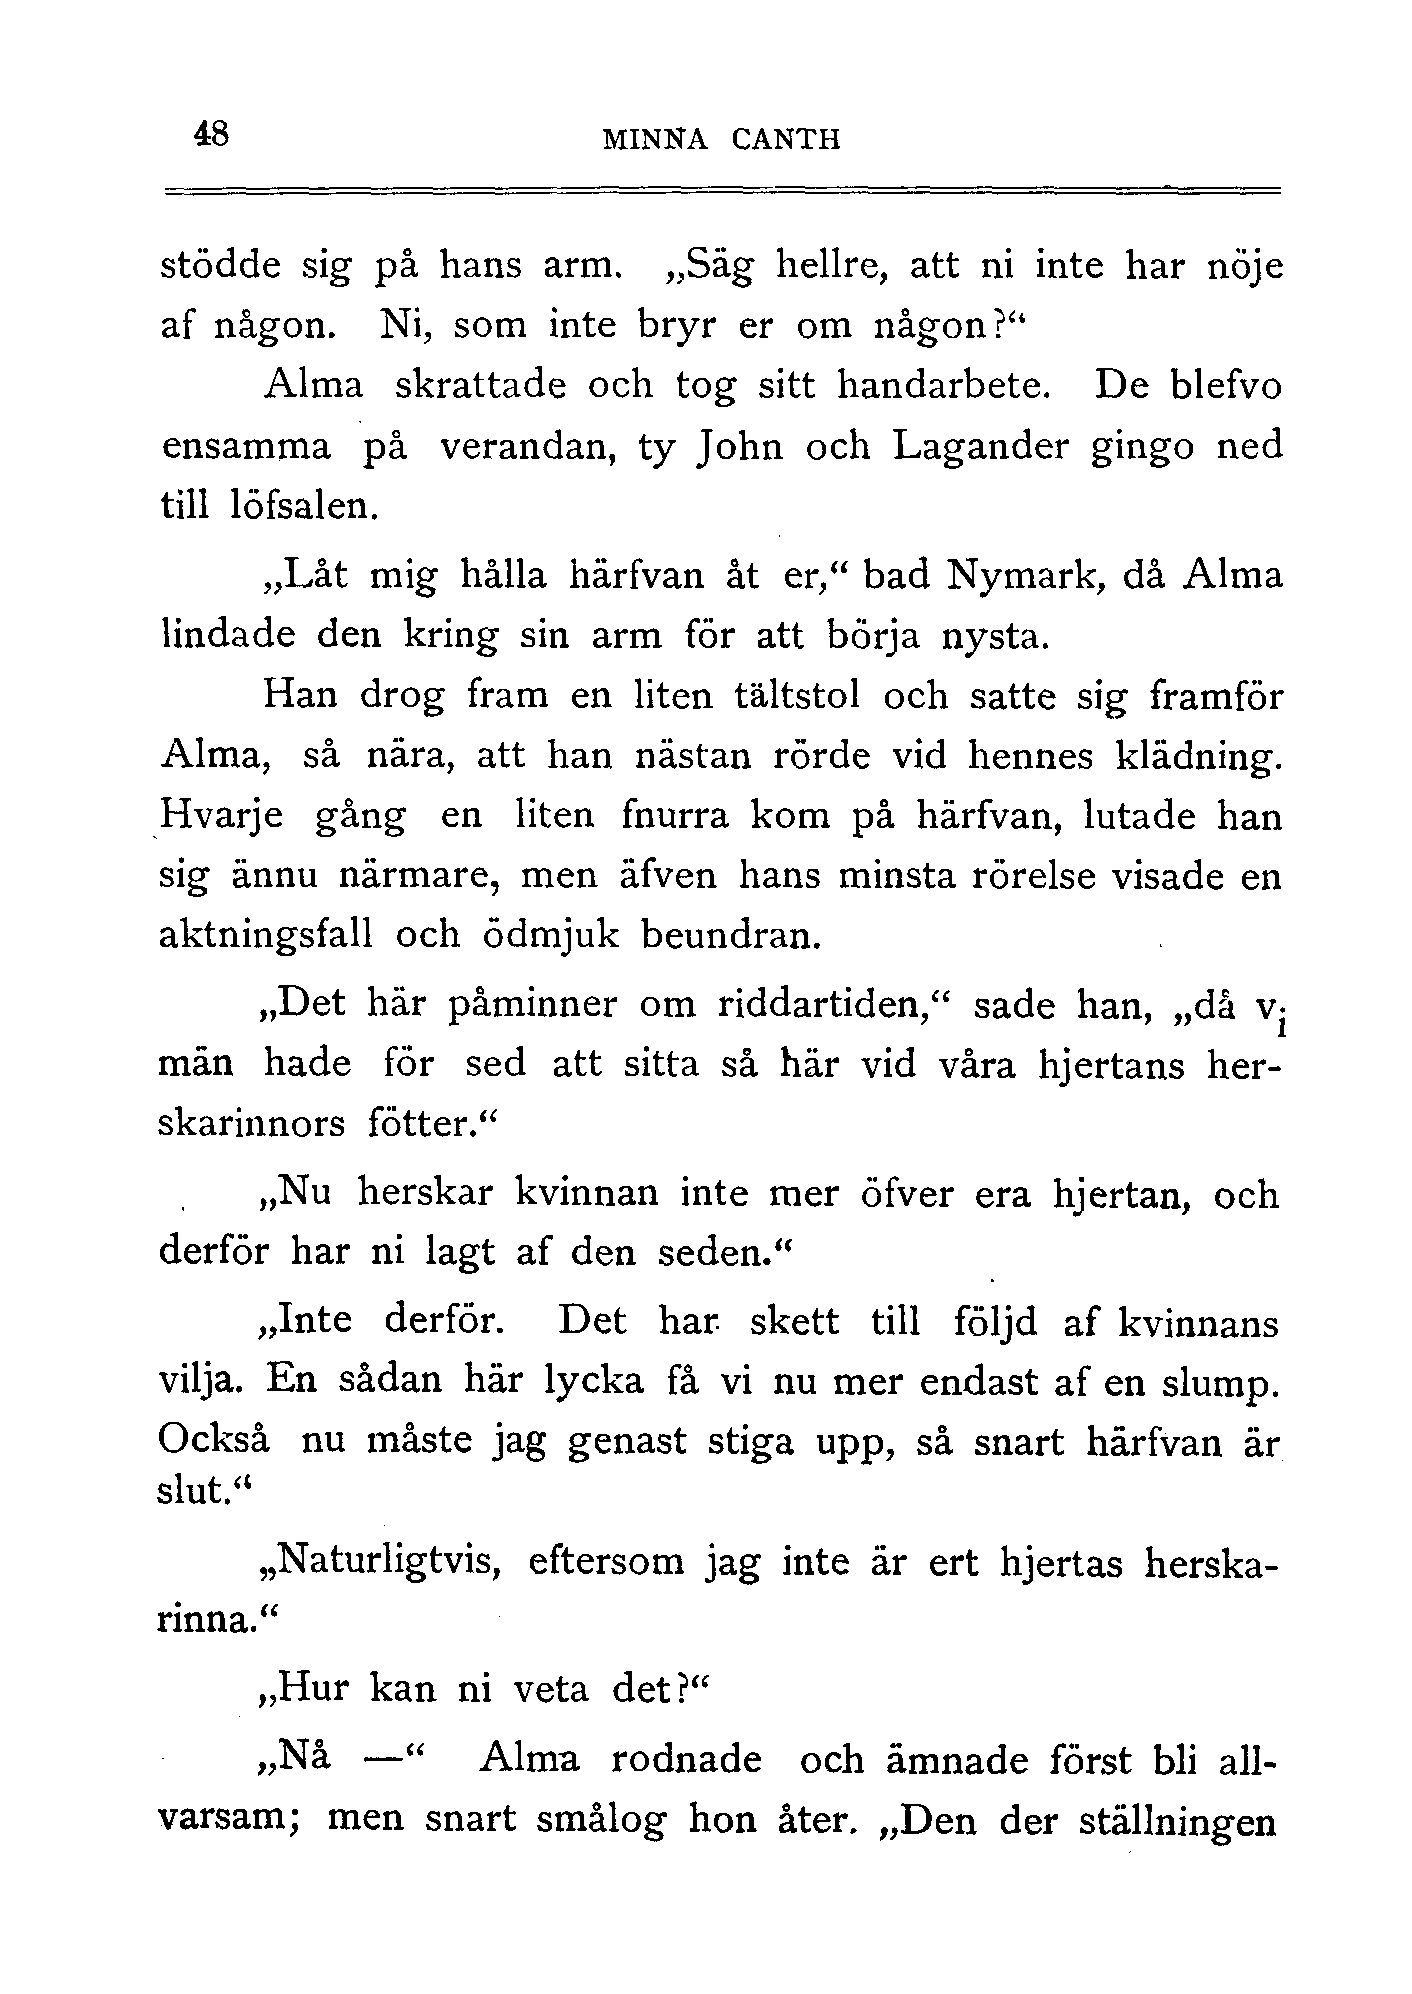 48 MINNA CANTH
stödde sig på hans arm. „Säg hellre, att ni inte har nöje
af någon. Ni, som inte bryr er om någon?“
Alma skrattade och tog sitt handarbete. De blefvo
ensamma på verandan, ty John och Lagander gingo ned
till löfsalen.
„Låt mig hålla härfvan åt er,“ bad Nymark, då Alma
lindade den kring sin arm för att börja nysta.
Han drog fram en liten tältstol och satte sig framför
Alma, så nära, att han nästan rörde vid hennes klädning.
Hvarje gång en liten fnurra kom på härfvan, lutade han
sig ännu närmare, men äfven hans minsta rörelse visade en
aktningsfall och ödmjuk beundran.
„Det här påminner om riddartiden,“ sade han, „då vi
män hade för sed att sitta så här vid våra hjertans her-
skarinnors fötter.“
„Nu herskar kvinnan inte mer öfver era hjertan, och
derför har ni lagt af den seden.“
„Inte derför. Det har skett till följd af kvinnans
vilja. En sådan här lycka få vi nu mer endast af en slump.
Också nu måste jag genast stiga upp, så snart härfvan är
slut.“
„Naturligtvis, eftersom jag inte är ert hjertas herska-
rinna.“
„Hur kan ni veta det?“
„Nå —“ Alma rodnade och ämnade först bli all-
varsam; men snart smålog hon åter. „Den der ställningen